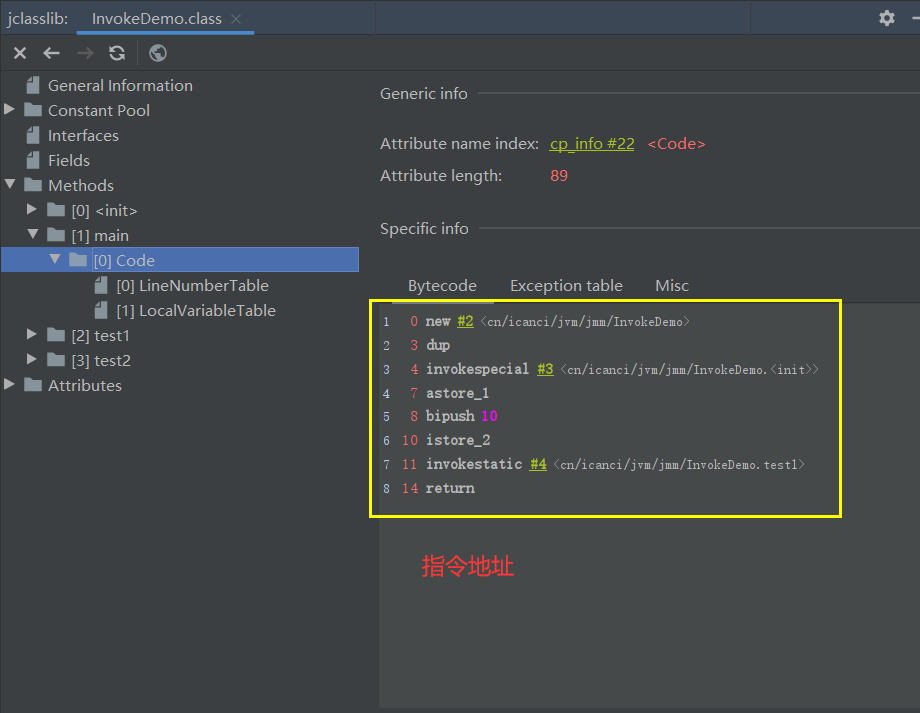 jclasslib: InvokeDemo.class
General Information
Constant Pool
Interfaces
Fields
Methods
[0] <init>
[1] main
[0] Code
[0] LineNumberTable
[1] LocalVariableTable
[2] test1
[3] test2
Attributes
Generic info
Attribute name index: cp_info #22 <Code>
Attribute length: 89
Specific info
Bytecode Exception table Misc
1 0 new #2 <cn/icanci/jvm/jmm/InvokeDemo>
2 3 dup
3 4 invokespecial #3 <cn/icanci/jvm/jmm/InvokeDemo.<init>>
4 7 astore_1
5 8 bipush 10
6 10 istore_2
7 11 invokestatic #4 <cn/icanci/jvm/jmm/InvokeDemo.test1>
8 14 return
指令地址